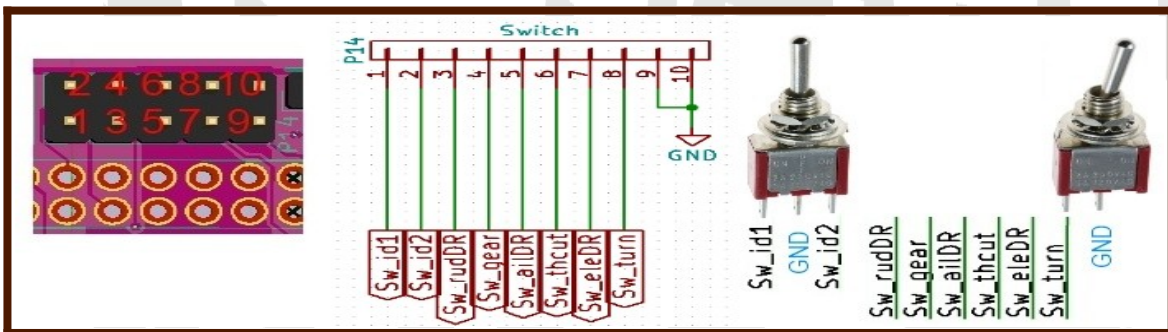 2 4 6 8 10
1 3 5 7 9
P14
Switch
P14
1
2
3
4
5
6
7
8
9
10
GND
Sw_id1
Sw_id2
Sw_rudDR
Sw_gear
Sw_ailDR
Sw_thcut
Sw_eleDR
Sw_turn
Sw_id1
GND
Sw_id2
Sw_rudDR
Sw_gear
Sw_ailDR
Sw_thcut
Sw_eleDR
Sw_turn
GND